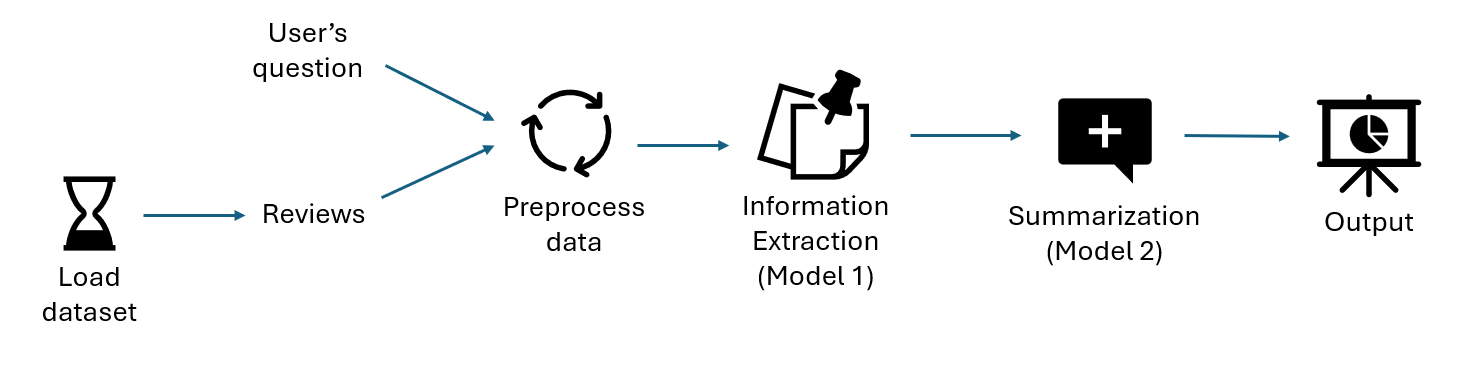 User’s
question
Load
dataset
Reviews
Preprocess
data
Information
Extraction
(Model 1)
Summarization
(Model 2)
Output